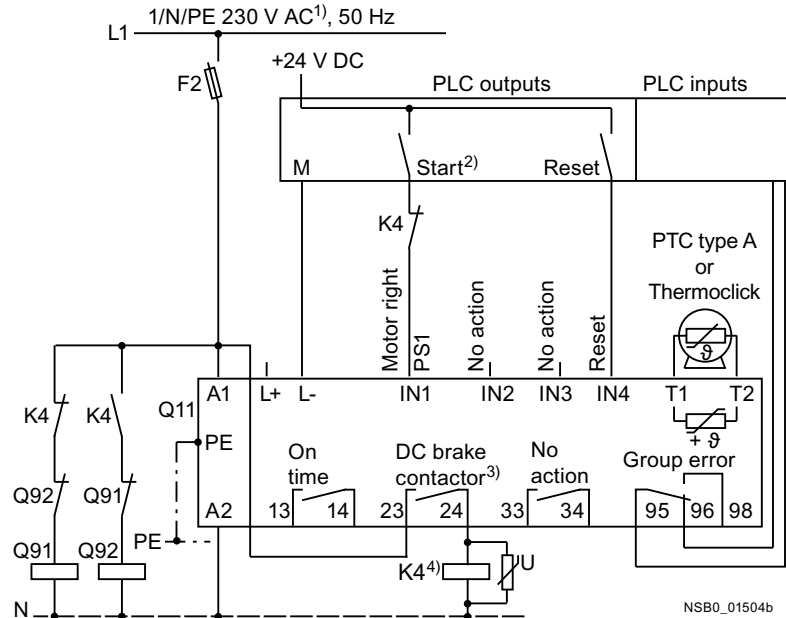 1/N/PE 230 V AC1), 50 Hz
L1
+24 V DC
F2
PLC outputs
PLC inputs
M
Start2)
Reset
K4
PTC type A
or
Thermoclick
Motor right
PS1
No action
No action
Reset
ϑ
A1
L+
L-
IN1
IN2
IN3
IN4
T1
T2
Q11
K4
K4
PE
+ ϑ
On
time
DC brake
contactor3)
No
action
Group error
Q92
Q91
A2
13
14
23
24
33
34
95
96
98
PE
Q91
Q92
K44)
U
N
NSB0_01504b